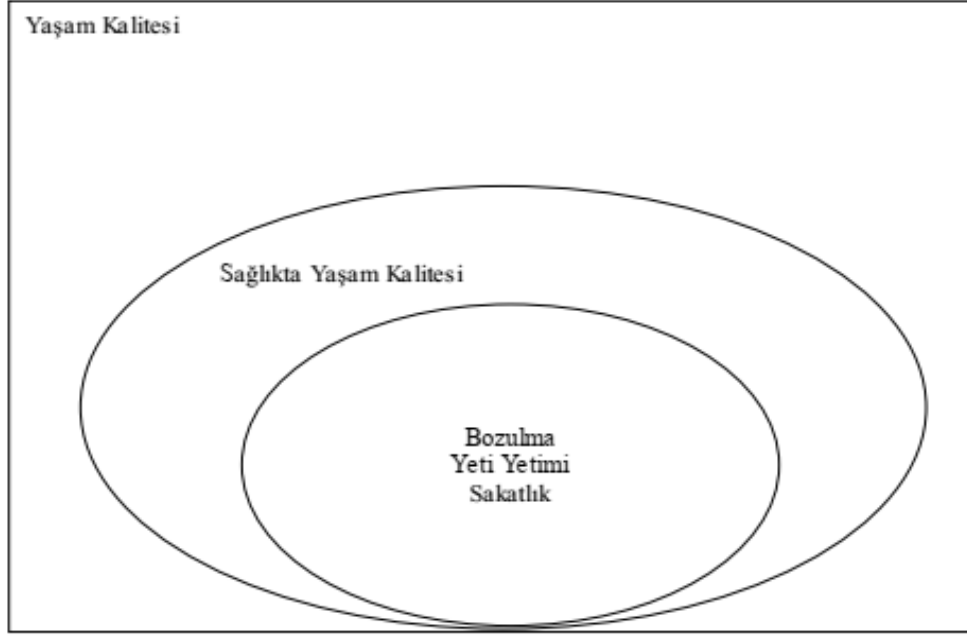 Yaşam Kalitesi
Sağlıkta Yaşam Kalitesi
Bozulma
Yeti Yetimi
Sakatlık